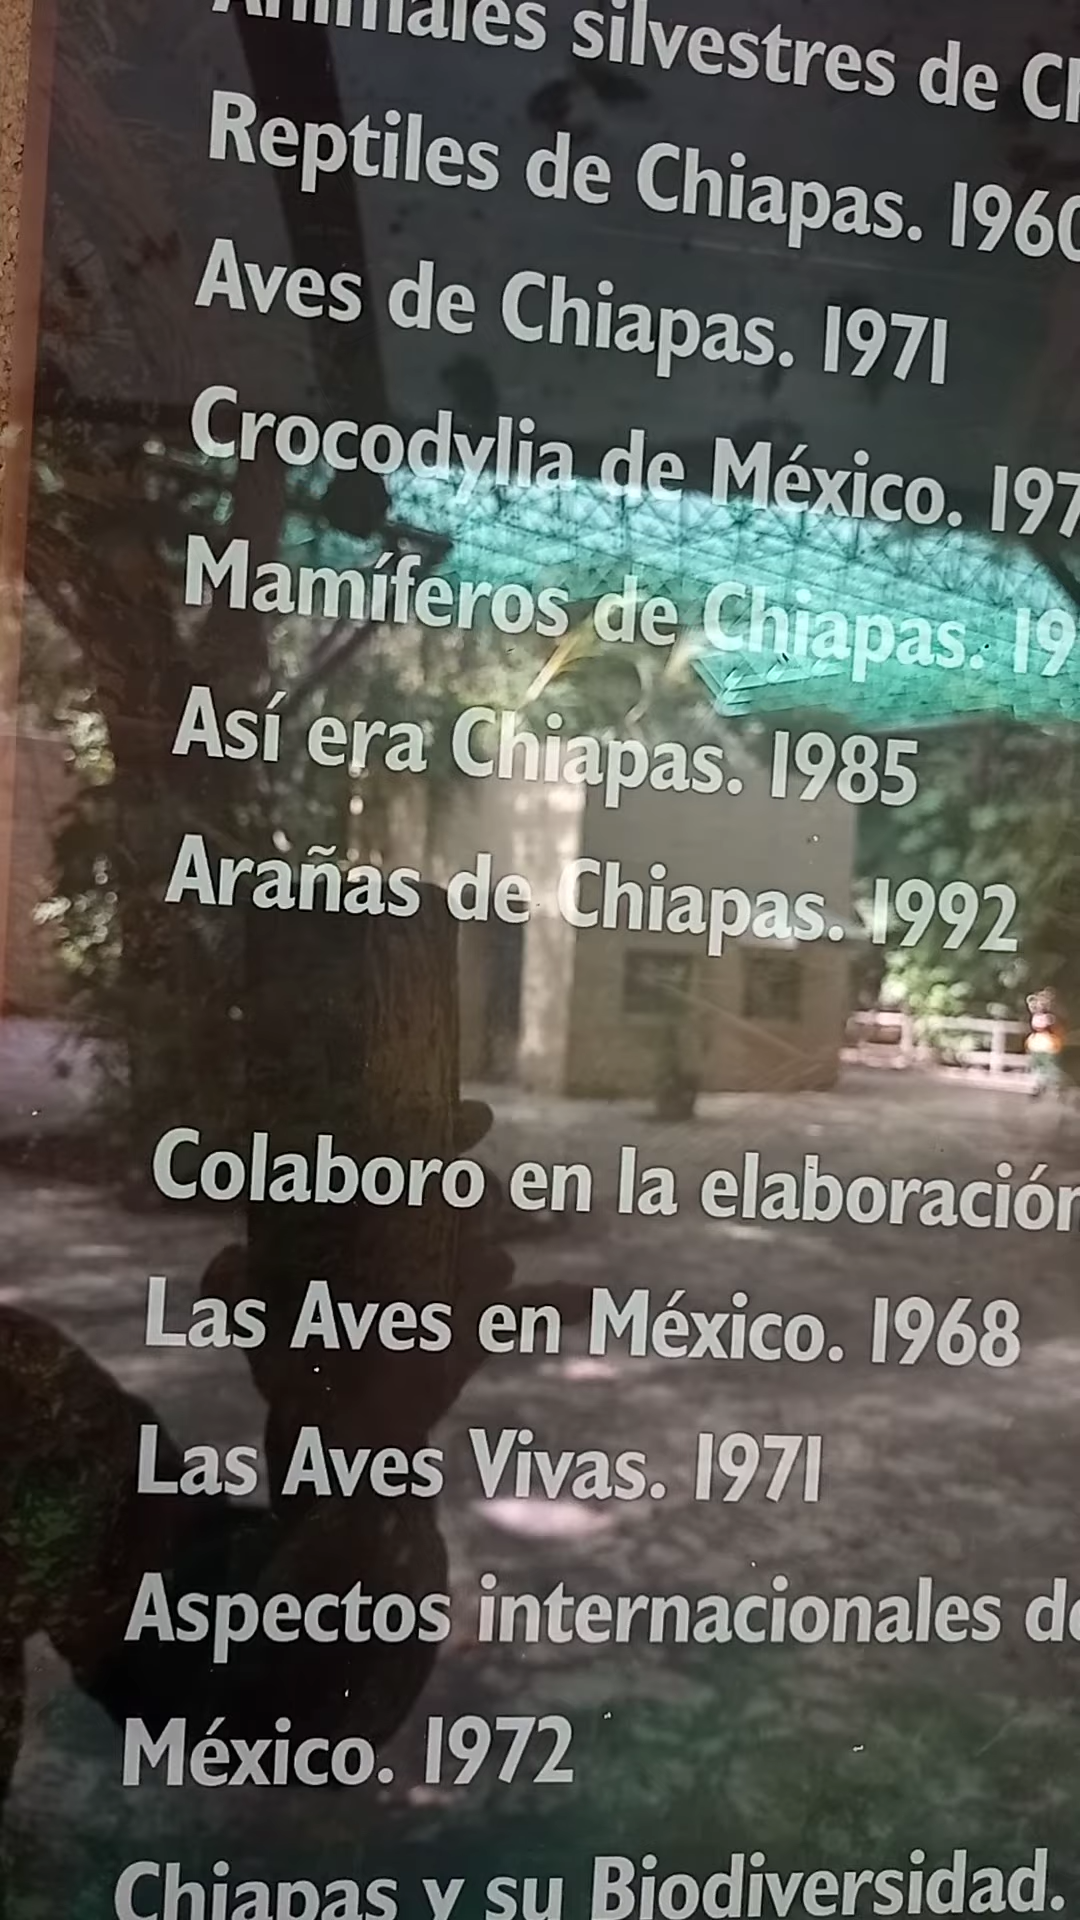 Animales silvestres de
Reptiles de Chiapas. 1960
Aves de Chiapas. 1971
Crocodylia de México. 197
Mamíferos de Chiapas. 19
Así era Chiapas. 1985
Arañas de Chiapas. 1992
Colaboro en la elaboración
Las Aves en México. 1968
Las Aves Vivas. 1971
Aspectos internacionales de
México. 1972
Chiapas y su Biodiversidad.